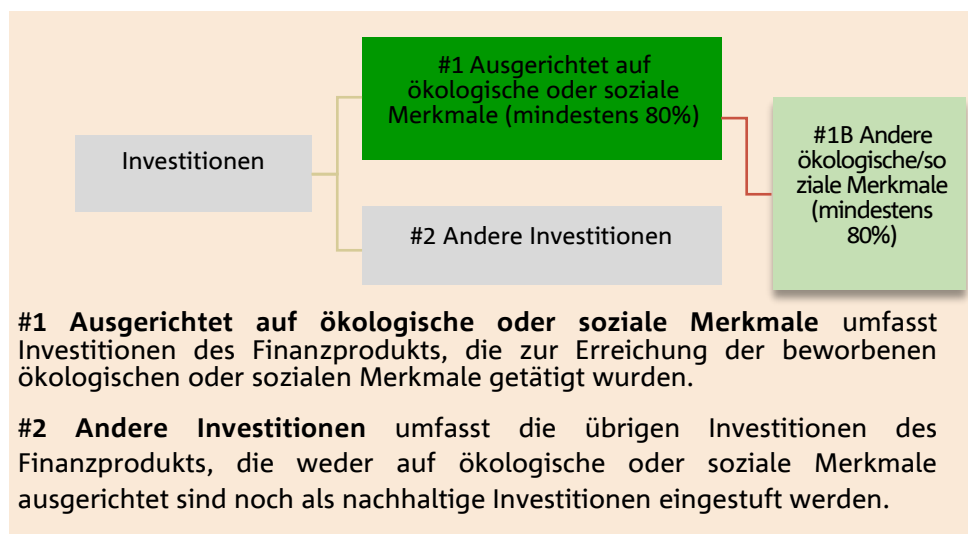 #1 Ausgerichtet auf
ökologische oder soziale
Merkmale (mindestens 80%)
Investitionen
#1B Andere
ökologische/so
ziale Merkmale
(mindestens
80%)
#2 Andere Investitionen
#1 Ausgerichtet auf ökologische oder soziale Merkmale umfasst
Investitionen des Finanzprodukts, die zur Erreichung der beworbenen
ökologischen oder sozialen Merkmale getätigt wurden.
#2 Andere Investitionen umfasst die übrigen Investitionen des
Finanzprodukts, die weder auf ökologische oder soziale Merkmale
ausgerichtet sind noch als nachhaltige Investitionen eingestuft werden.